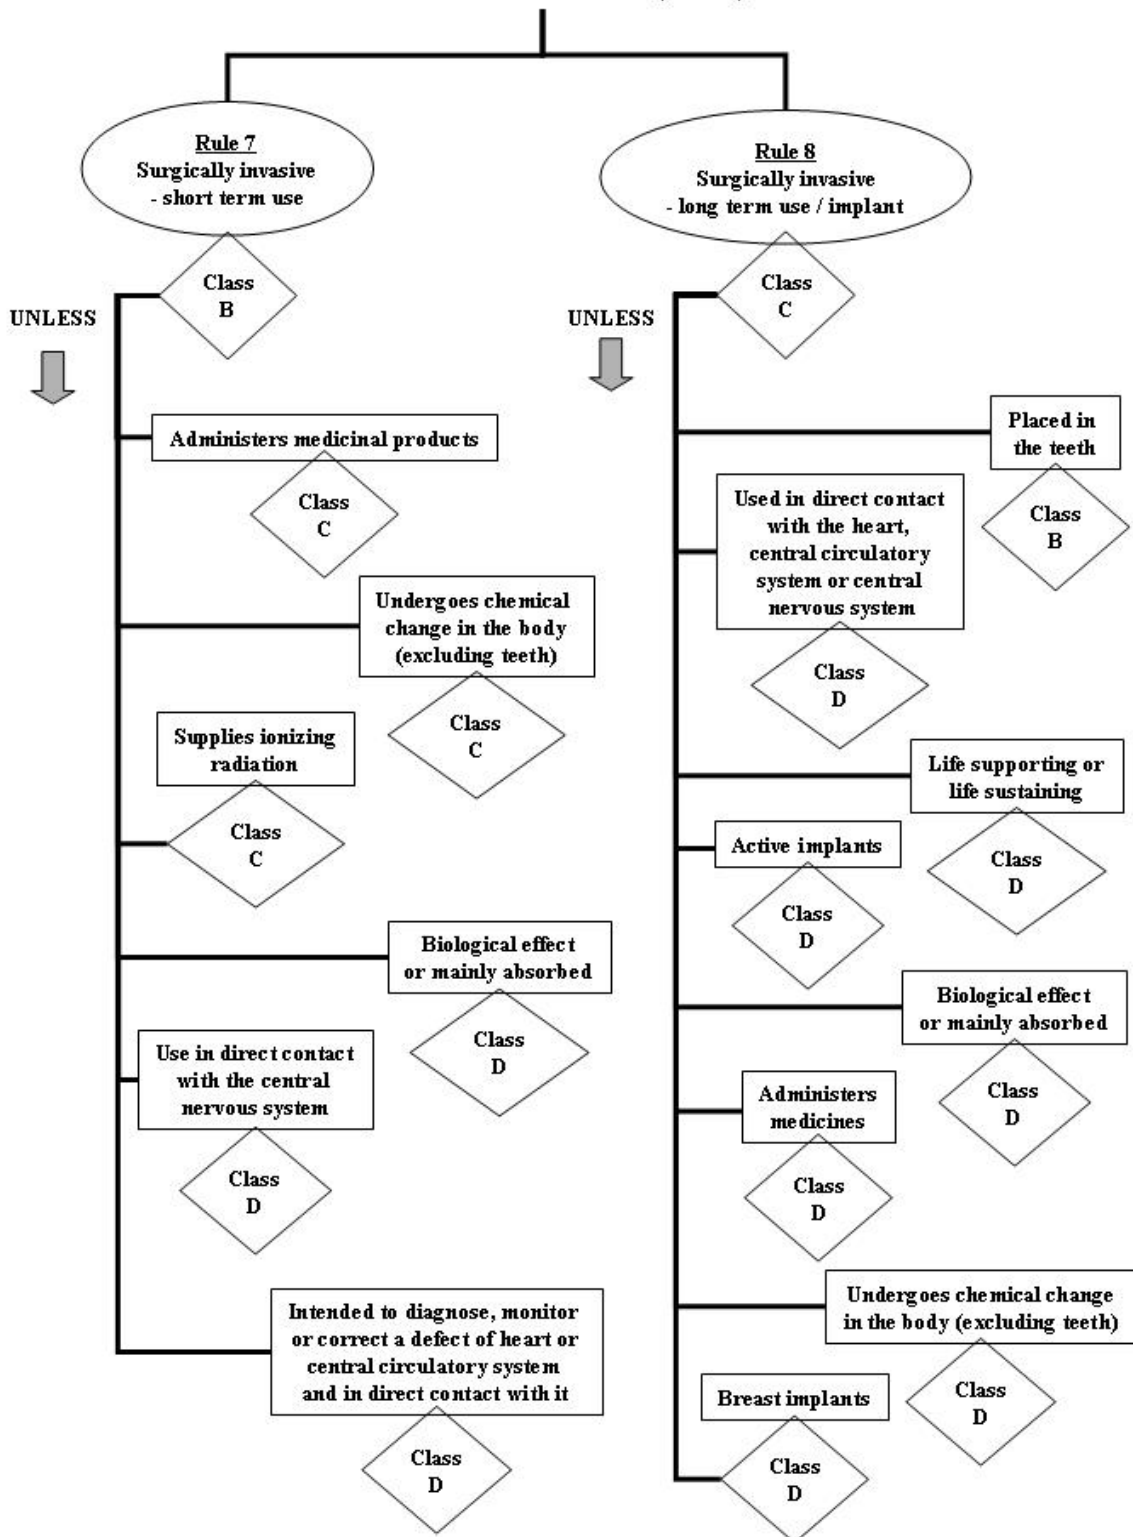 Rule 7
Surgically invasive
- short term use
Class
B
UNLESS
Administers medicinal products
Class
C
Undergoes chemical
change in the body
(excluding teeth)
Class
C
Supplies ionizing
radiation
Class
C
Biological effect
or mainly absorbed
Class
D
Use in direct contact
with the central
nervous system
Class
D
Intended to diagnose, monitor
or correct a defect of heart or
central circulatory system
and in direct contact with it
Class
D
Rule 8
Surgically invasive
- long term use / implant
Class
C
UNLESS
Placed in
the teeth
Class
B
Used in direct contact
with the heart,
central circulatory
system or central
nervous system
Class
D
Life supporting or
life sustaining
Class
D
Active implants
Class
D
Biological effect
or mainly absorbed
Class
D
Administers
medicines
Class
D
Undergoes chemical change
in the body (excluding teeth)
Class
D
Breast implants
Class
D